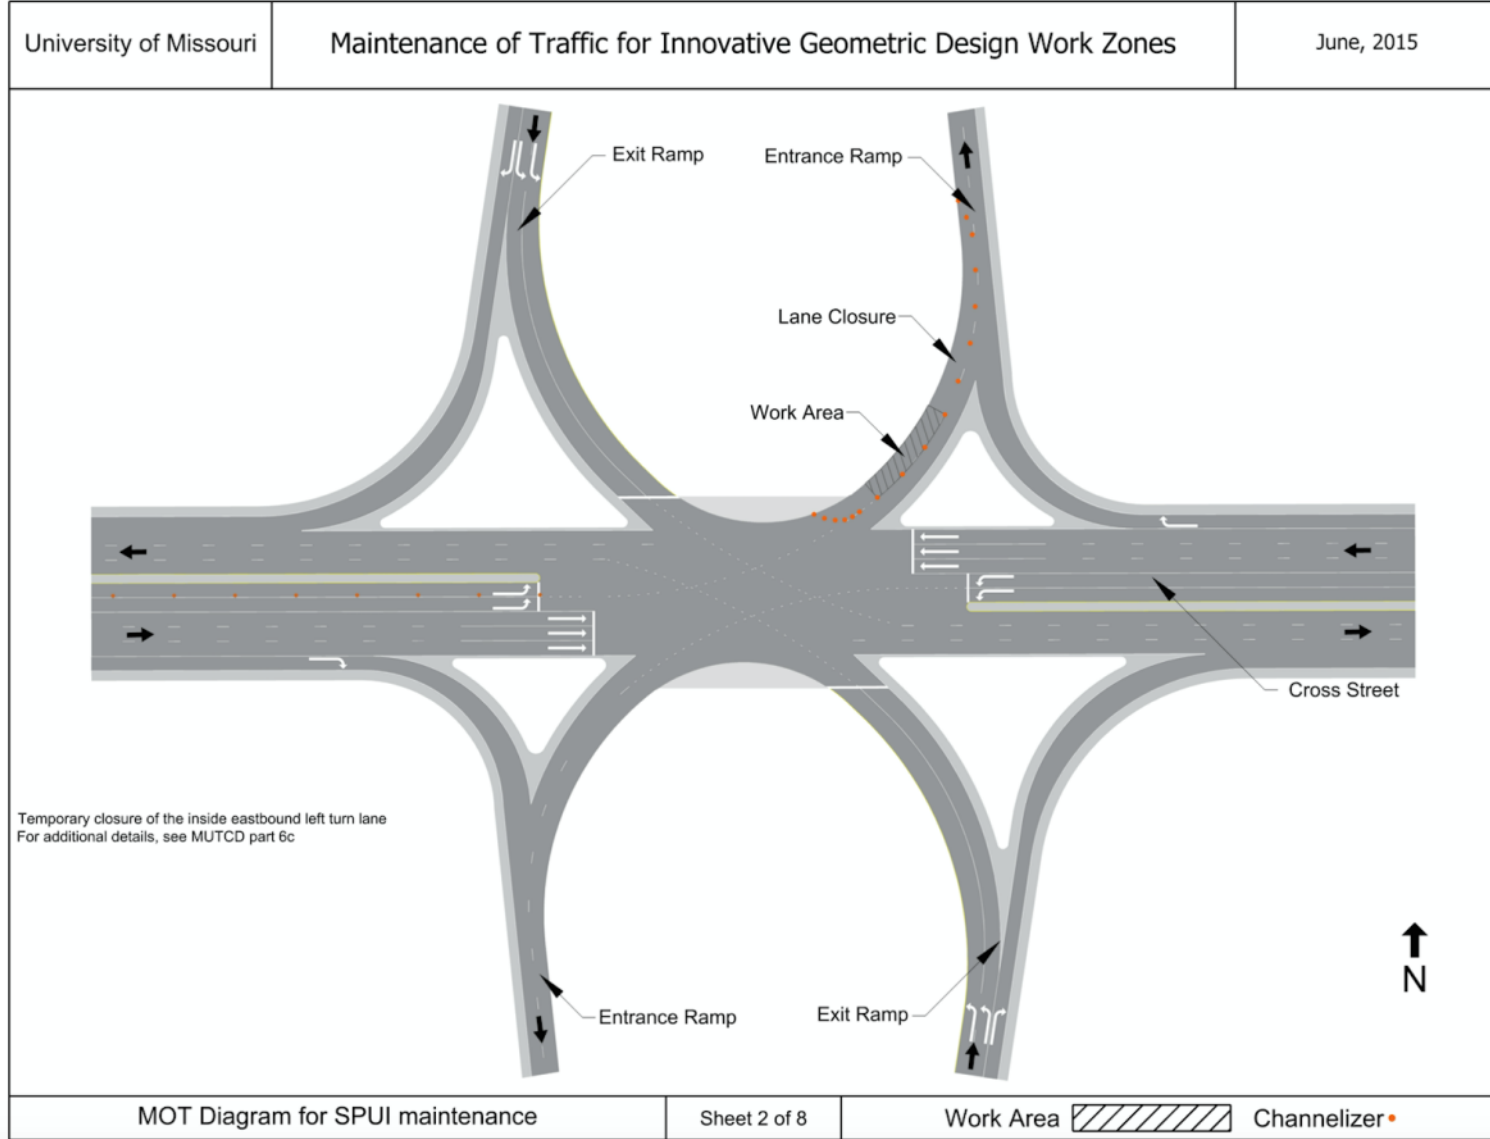 University of Missouri
Maintenance of Traffic for Innovative Geometric Design Work Zones
June, 2015
Exit Ramp
Entrance Ramp
Lane Closure
Work Area
Cross Street
Temporary closure of the inside eastbound left turn lane
For additional details, see MUTCD part 6c
N
Entrance Ramp
Exit Ramp
MOT Diagram for SPUI maintenance
Sheet 2 of 8
Work Area
Channelizer